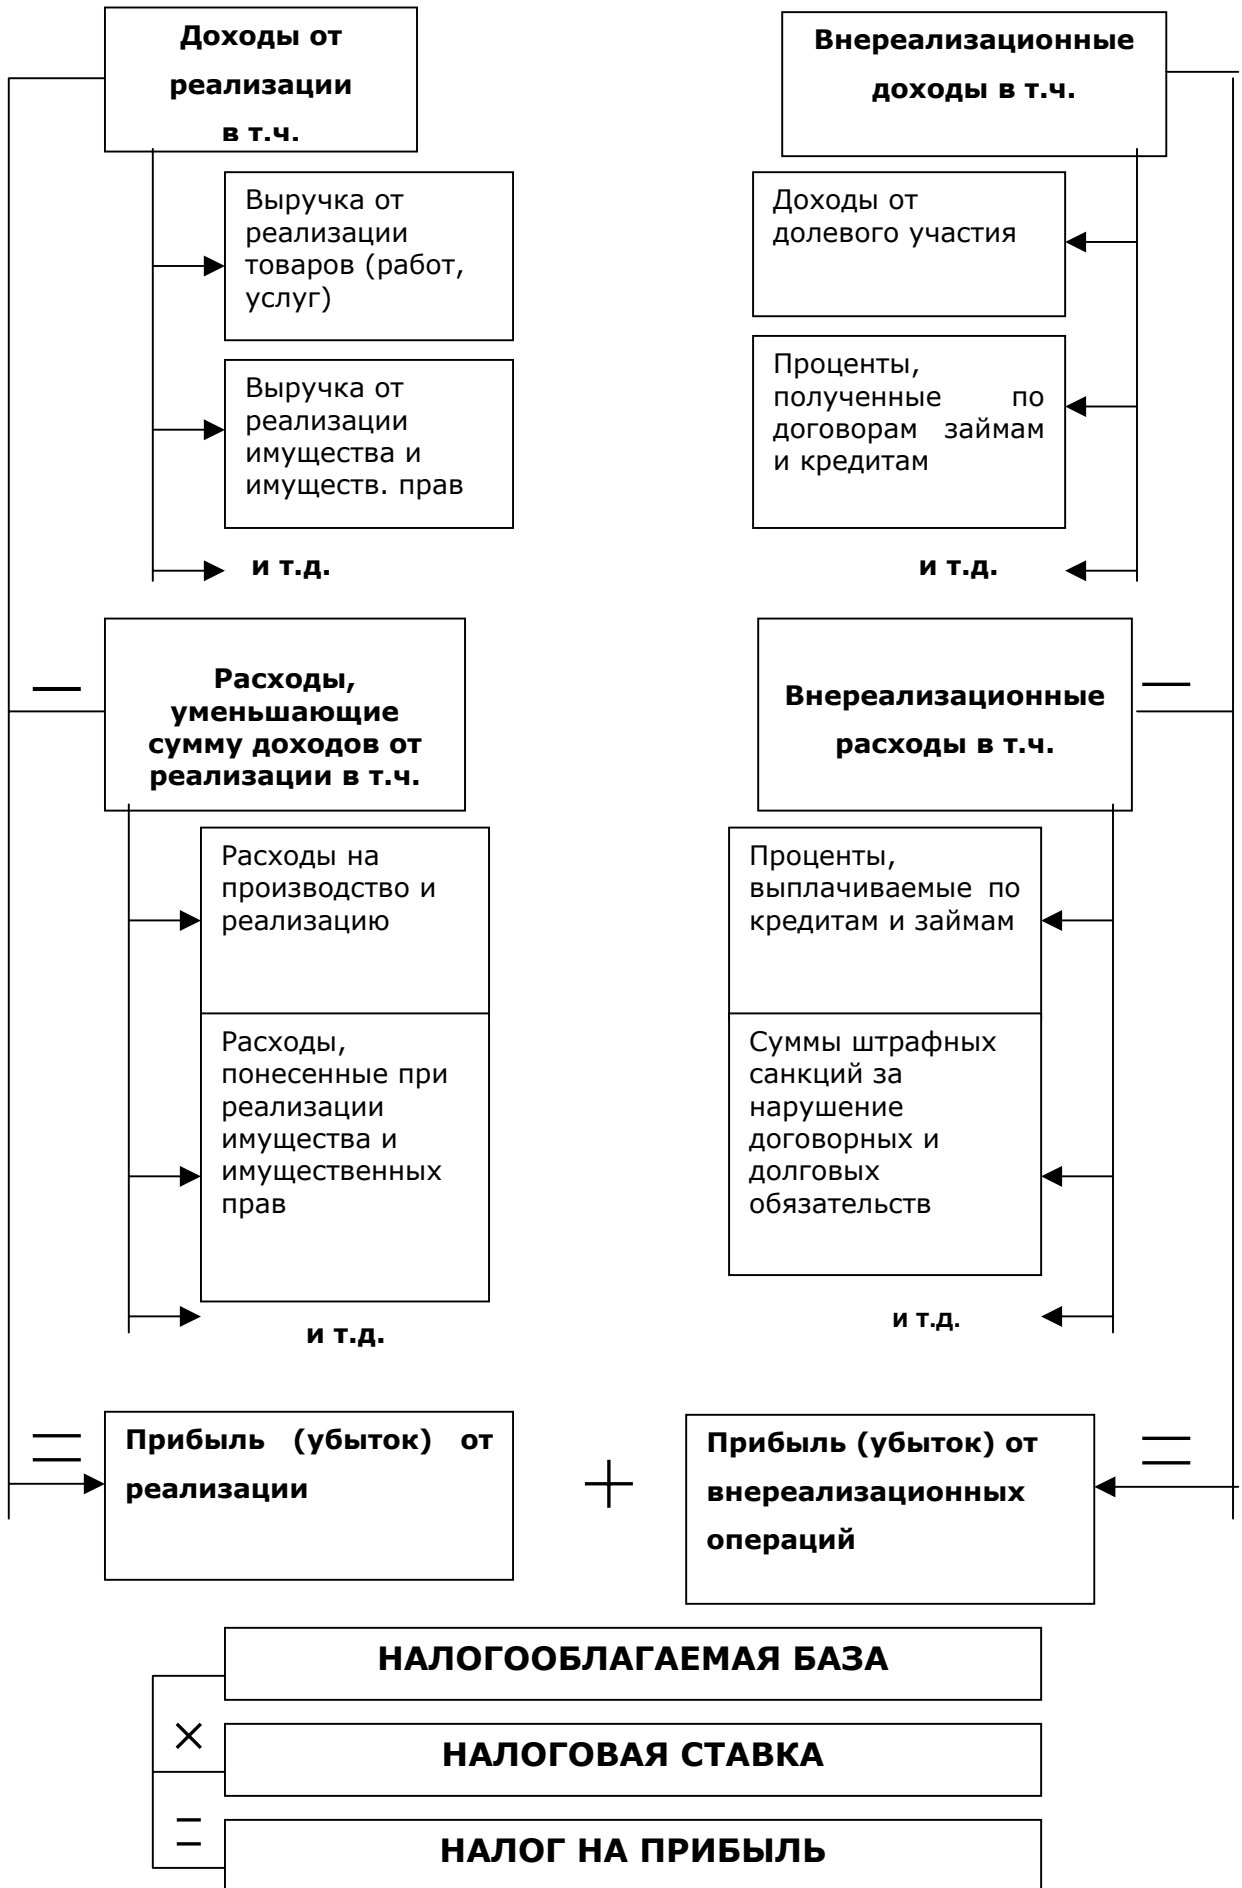 Доходы от
реализации
в т.ч.
Внереализационные
доходы в т.ч.
Выручка от
реализации
товаров (работ,
услуг)
Доходы от
долевого участия
Выручка от
реализации
имущества и
имуществ. прав
Проценты,
полученные по
договорам займам
и кредитам
и т.д.
и т.д.
—
Расходы,
уменьшающие
сумму доходов от
реализации в т.ч.
Внереализационные
расходы в т.ч.
—
Расходы на
производство и
реализацию
Проценты,
выплачиваемые по
кредитам и займам
Расходы,
понесенные при
реализации
имущества и
имущественных
прав
Суммы штрафных
санкций за
нарушение
договорных и
долговых
обязательств
и т.д.
и т.д.
=
Прибыль (убыток) от
реализации
+
Прибыль (убыток) от
внереализационных
операций
=
НАЛОГООБЛАГАЕМАЯ БАЗА
×
НАЛОГОВАЯ СТАВКА
=
НАЛОГ НА ПРИБЫЛЬ